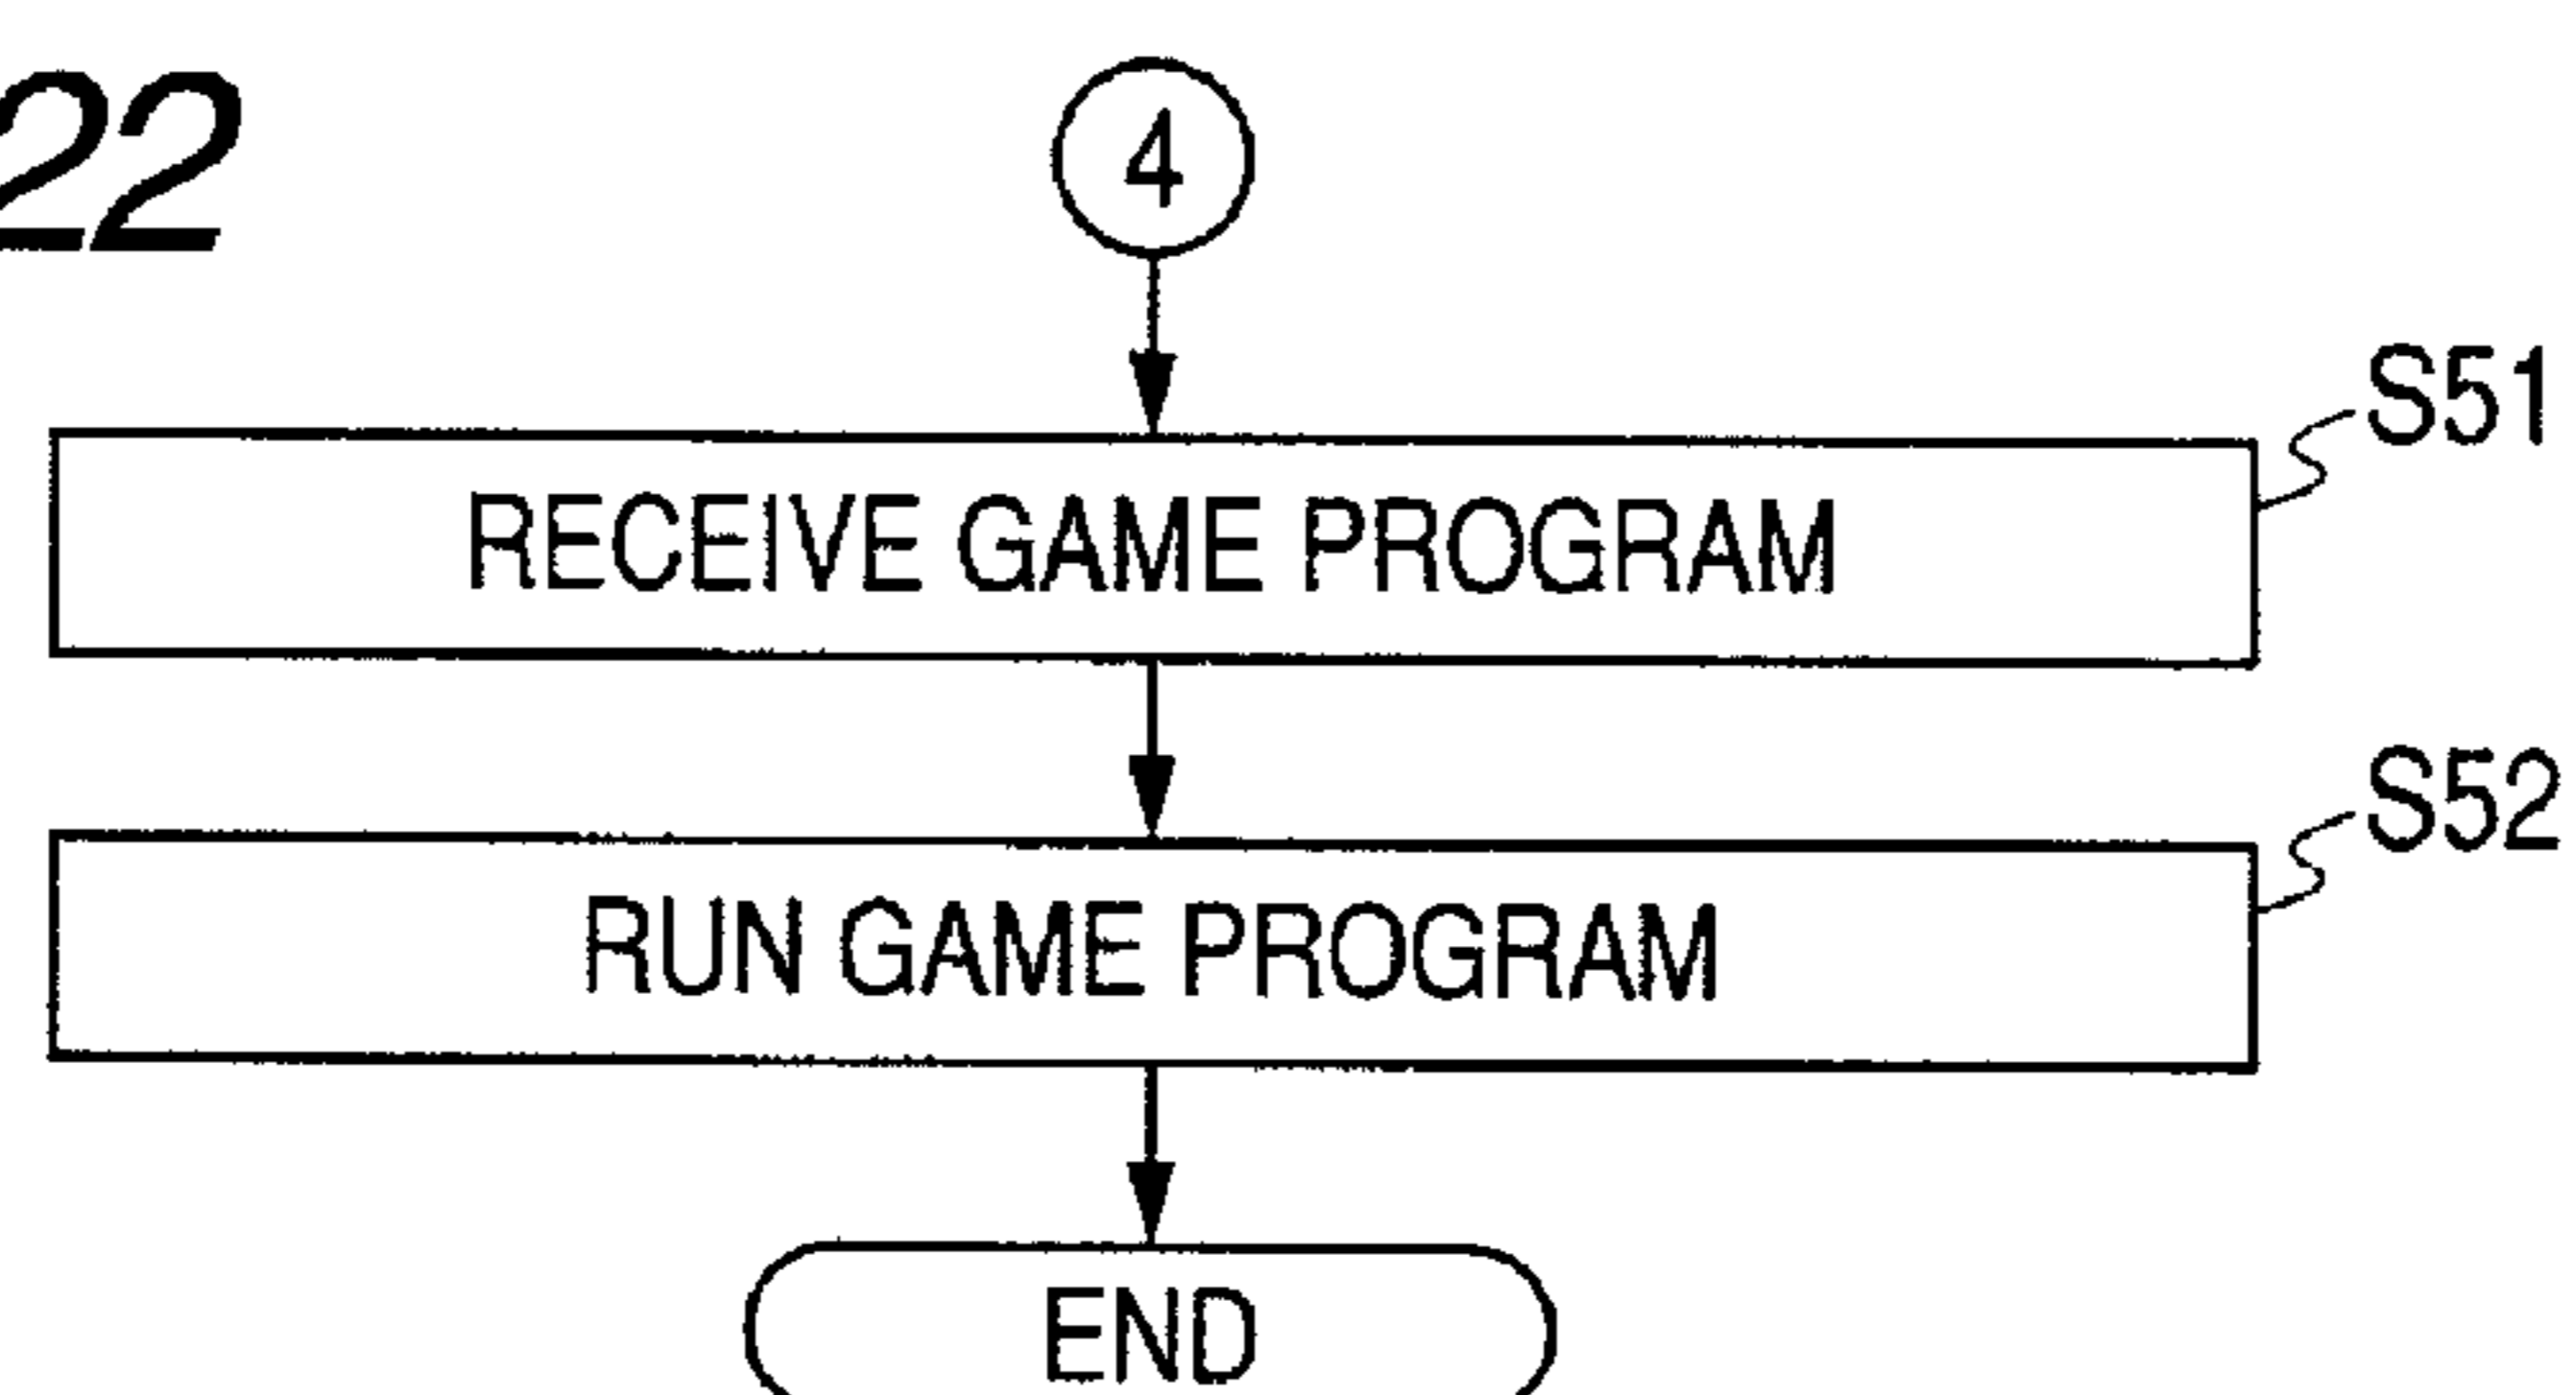 22
4
S51
RECEIVE GAME PROGRAM
S52
RUN GAME PROGRAM
END